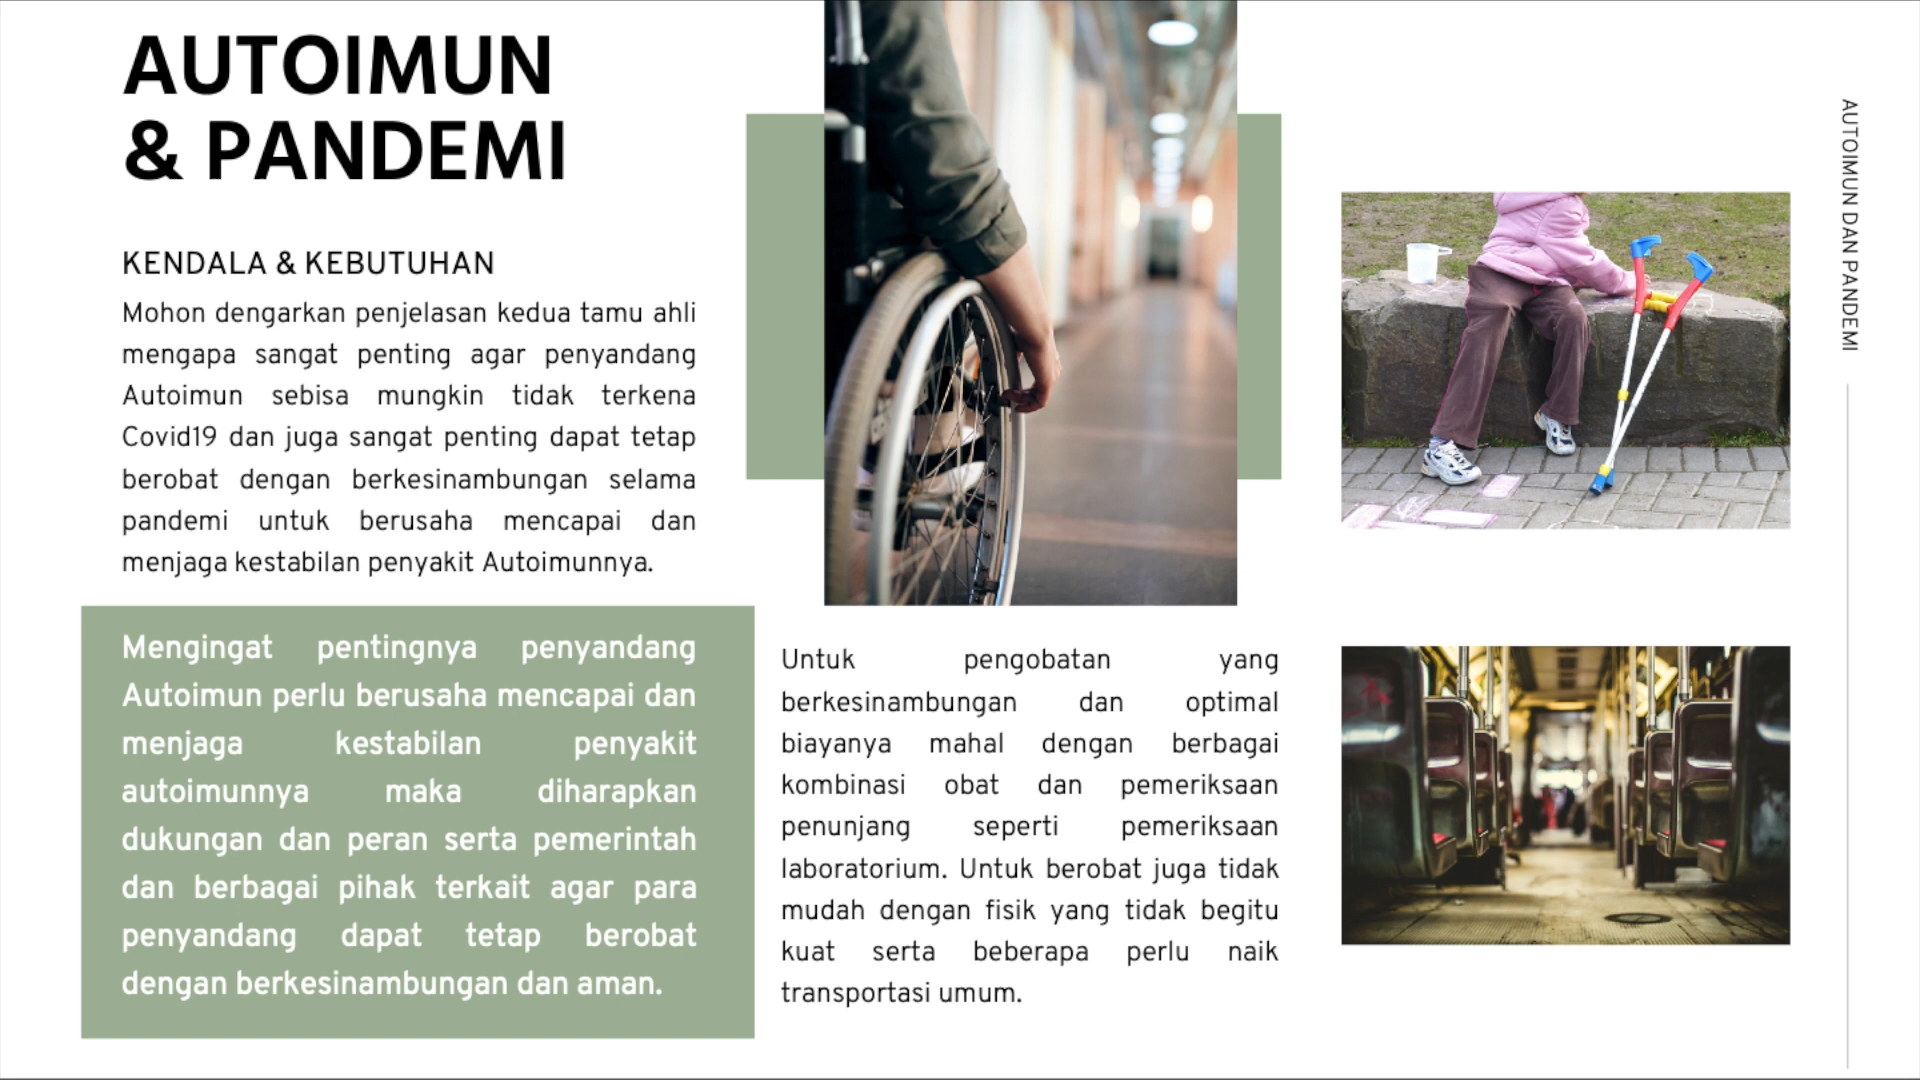 AUTOIMUN
& PANDEMI
KENDALA & KEBUTUHAN
Mohon dengarkan penjelasan kedua tamu ahli
mengapa sangat penting agar penyandang
Autoimun sebisa mungkin tidak terkena
Covid19 dan juga sangat penting dapat tetap
berobat dengan berkesinambungan selama
pandemi untuk berusaha mencapai dan
menjaga kestabilan penyakit Autoimunnya.
Mengingat pentingnya penyandang
Autoimun perlu berusaha mencapai dan
menjaga kestabilan penyakit
autoimunnya maka diharapkan
dukungan dan peran serta pemerintah
dan berbagai pihak terkait agar para
penyandang dapat tetap berobat
dengan berkesinambungan dan aman.
Untuk pengobatan yang
berkesinambungan dan optimal
biayanya mahal dengan berbagai
kombinasi obat dan pemeriksaan
penunjang seperti pemeriksaan
laboratorium. Untuk berobat juga tidak
mudah dengan fisik yang tidak begitu
kuat serta beberapa perlu naik
transportasi umum.
AUTOIMUN DAN PANDEMI